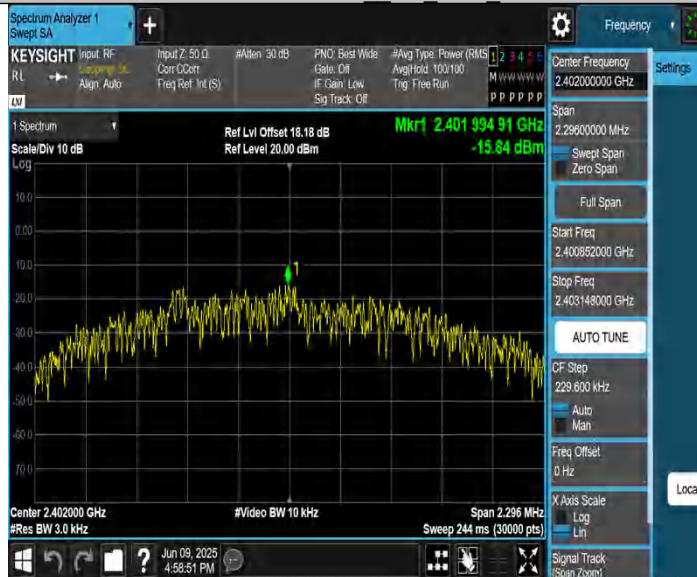 Spectrum Analyzer 1
Swept SA
Frequency
KEYSIGHT
Input: RF
Coupling: DC
Align: Auto
Input Z: 50 Ω
Corr CCorr
Freq Ref: Int (S)
#Atten: 30 dB
PNO: Best Wide
Gate: Off
IF Gain: Low
Sig Track: Off
#Avg Type: Power (RMS
Avg|Hold: 100/100
Trig: Free Run
1 2 3 4 5 6
M W W W W W
P P P P P P
RL
LXI
1 Spectrum
Scale/Div 10 dB
Log
Ref Lvl Offset 18.18 dB
Ref Level 20.00 dBm
Mkr1 2.401 994 91 GHz
-15.84 dBm
10.0
0.00
-10.0
-20.0
-30.0
-40.0
-50.0
-60.0
-70.0
1
Center 2.402000 GHz
#Res BW 3.0 kHz
#Video BW 10 kHz
Span 2.296 MHz
Sweep 244 ms (30000 pts)
Jun 09, 2025
4:58:51 PM
?
Center Frequency
2.402000000 GHz
Span
2.29600000 MHz
Swept Span
Zero Span
Full Span
Start Freq
2.400852000 GHz
Stop Freq
2.403148000 GHz
AUTO TUNE
CF Step
229.600 kHz
Auto
Man
Freq Offset
0 Hz
X Axis Scale
Log
Lin
Signal Track
(Span Zoom)
Settings
Loca